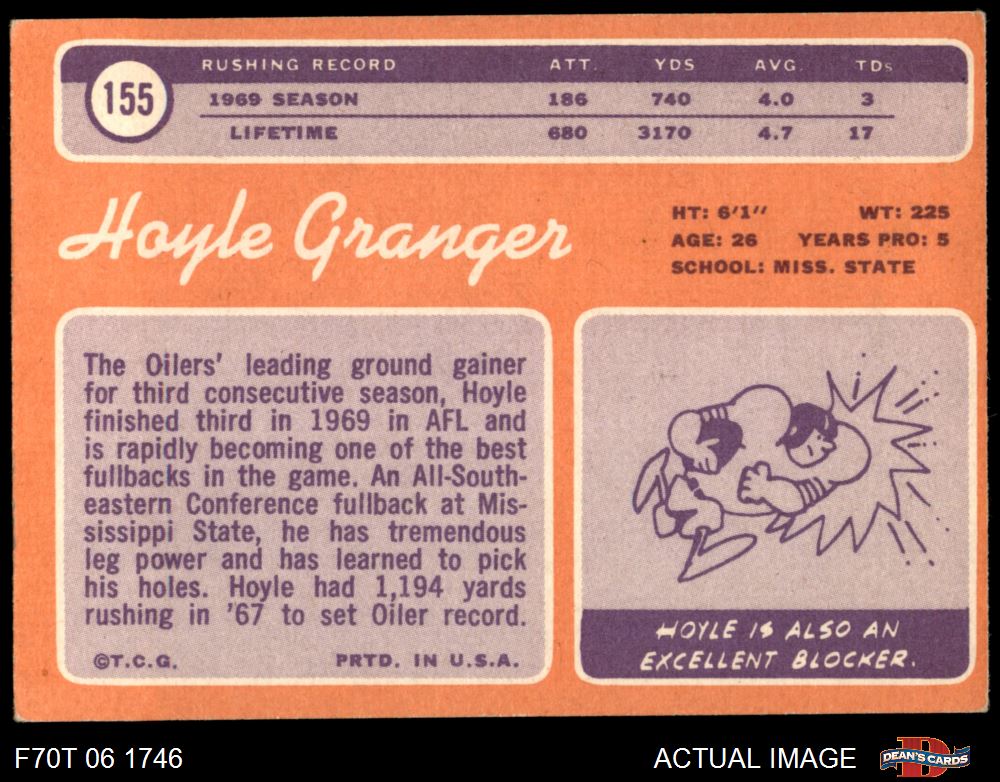 155
RUSHING RECORD ATT. YDS AVG. TDs
1969 SEASON 186 740 4.0 3
LIFETIME 680 3170 4.7 17
Hoyle Granger
HT: 6'1" WT: 225
AGE: 26 YEARS PRO: 5
SCHOOL: MISS. STATE
The Oilers' leading ground gainer
for third consecutive season, Hoyle
finished third in 1969 in AFL and
is rapidly becoming one of the best
fullbacks in the game. An All-South-
eastern Conference fullback at Mis-
sissippi State, he has tremendous
leg power and has learned to pick
his holes. Hoyle had 1,194 yards
rushing in '67 to set Oiler record.
©T.C.G. PRTD. IN U.S.A.
HOYLE IS ALSO AN
EXCELLENT BLOCKER.
F70T 06 1746 ACTUAL IMAGE
D
DEAN'S CARDS